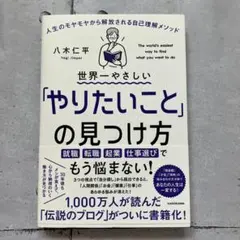 人生のモヤモヤから解放される自己理解メソッド
八木仁平
Yagi Jimpei
The world's easiest
way to find
what you want to do
世界一やさしい
「やりたいこと」
の見つけ方
就職 転職 起業 仕事選びで
もう悩まない!
1,000万人が読んだ
「伝説のブログ」がついに書籍化!
KADOKAWA